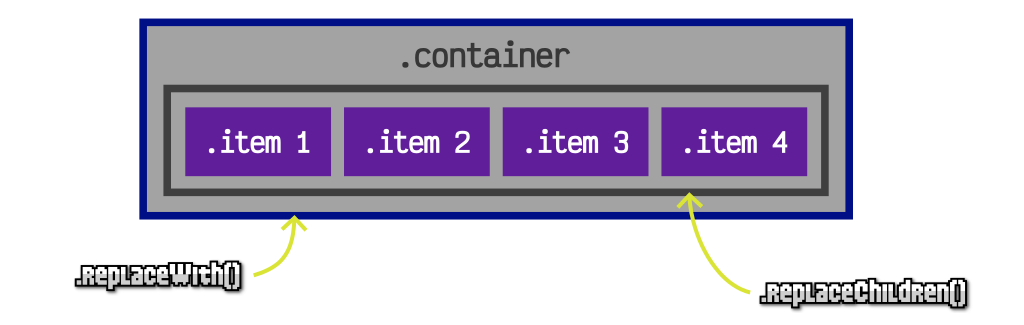 .container
.item 1 .item 2 .item 3 .item 4
.replaceWith()
.replaceChildren()